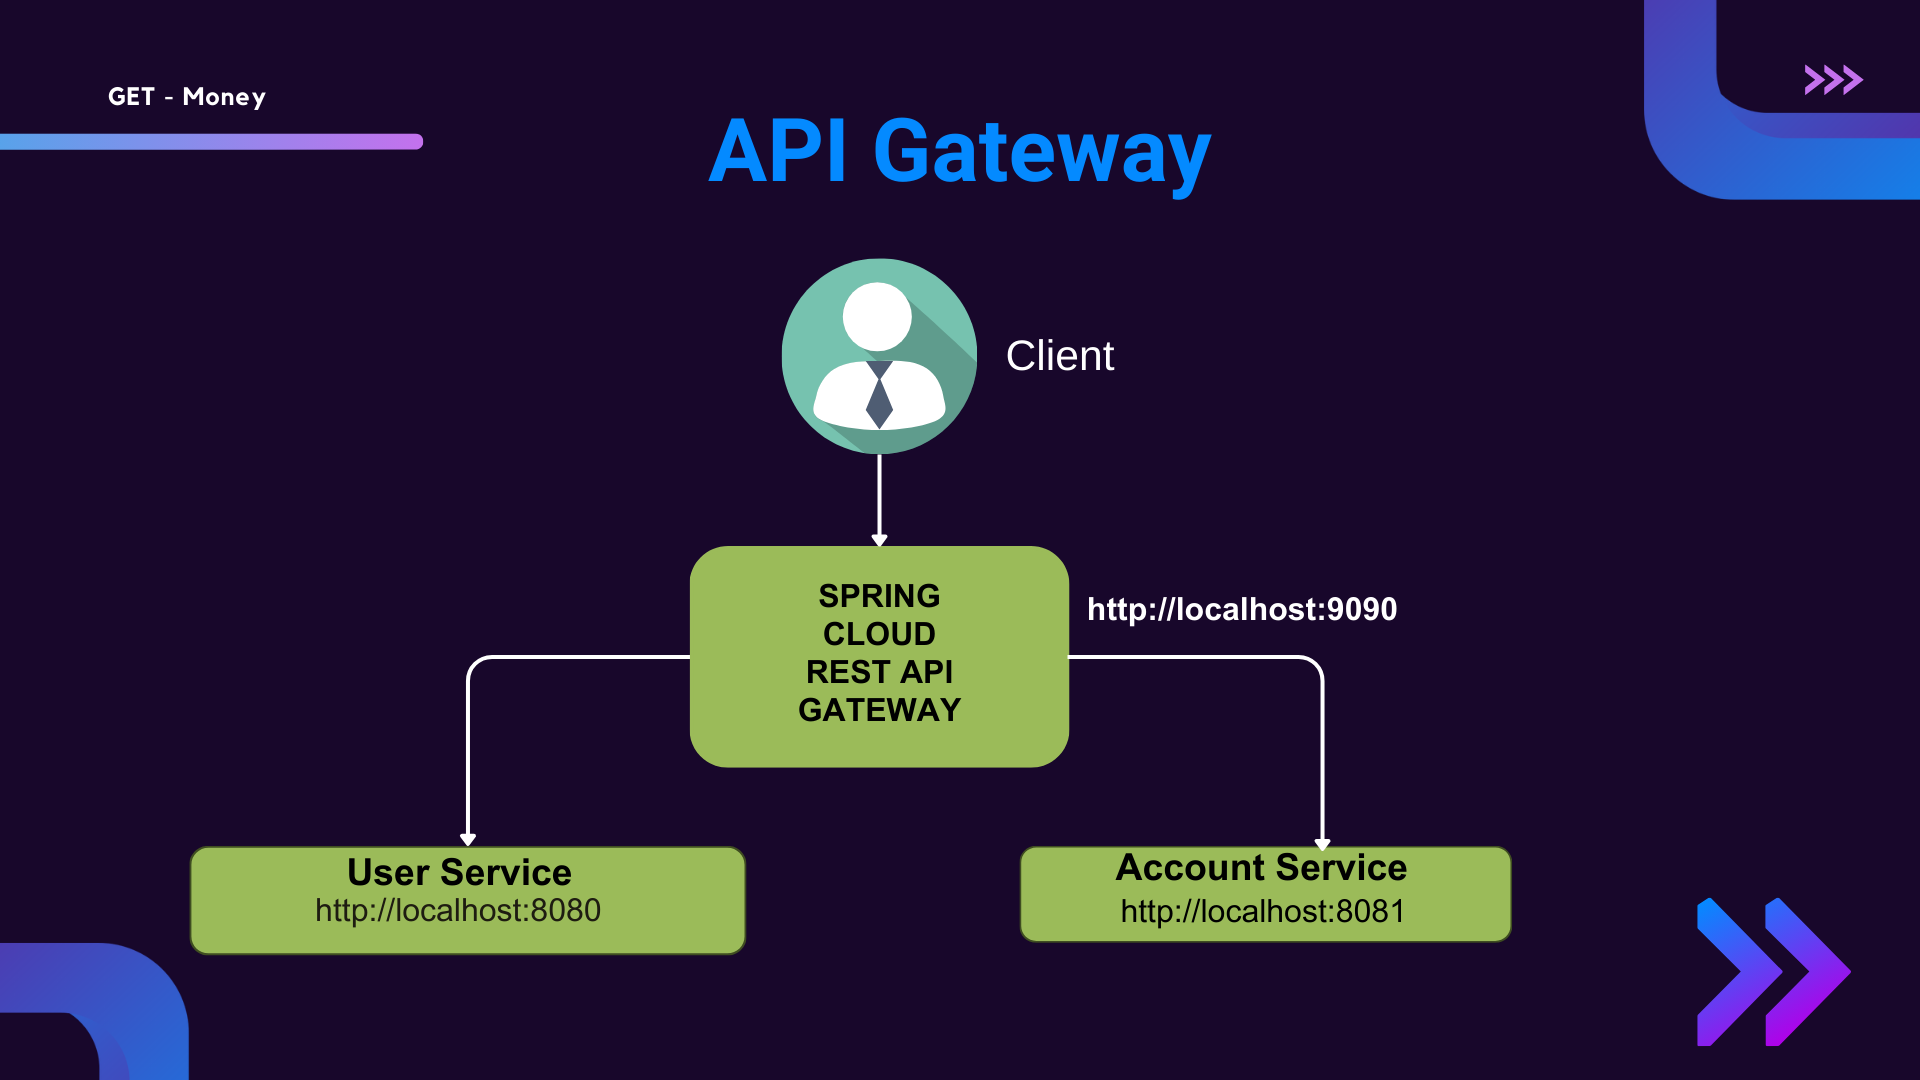 GET - Money
API Gateway
Client
SPRING
CLOUD
REST API
GATEWAY
http://localhost:9090
User Service
http://localhost:8080
Account Service
http://localhost:8081